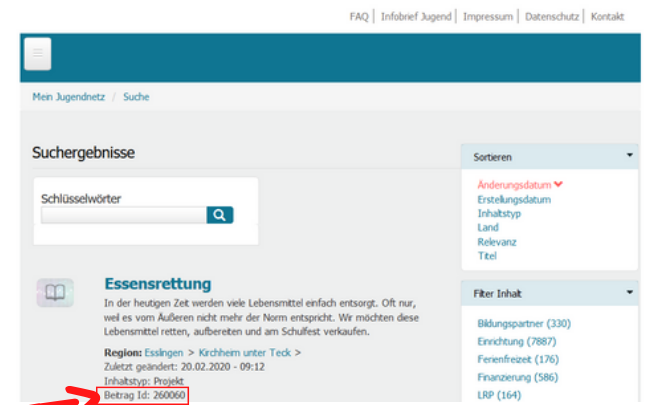 FAQ | Infobrief Jugend | Impressum | Datenschutz | Kontakt
Mein Jugendnetz / Suche
Suchergebnisse
Schlüsselwörter
Essensrettung
In der heutigen Zeit werden viele Lebensmittel einfach entsorgt. Oft nur,
weil es vom Äußeren nicht mehr der Norm entspricht. Wir möchten diese
Lebensmittel retten, aufbereiten und am Schulfest verkaufen.
Region: Esslingen > Kirchheim unter Teck >
Zuletzt geändert: 20.02.2020 - 09:12
Inhaltstyp: Projekt
Betrag Id: 260060
Sortieren
Änderungsdatum
Erstellungsdatum
Inhaltstyp
Land
Relevanz
Titel
Filter Inhalt
Bildungspartner (330)
Einrichtung (7887)
Ferienfreizeit (176)
Finanzierung (586)
LRP (164)